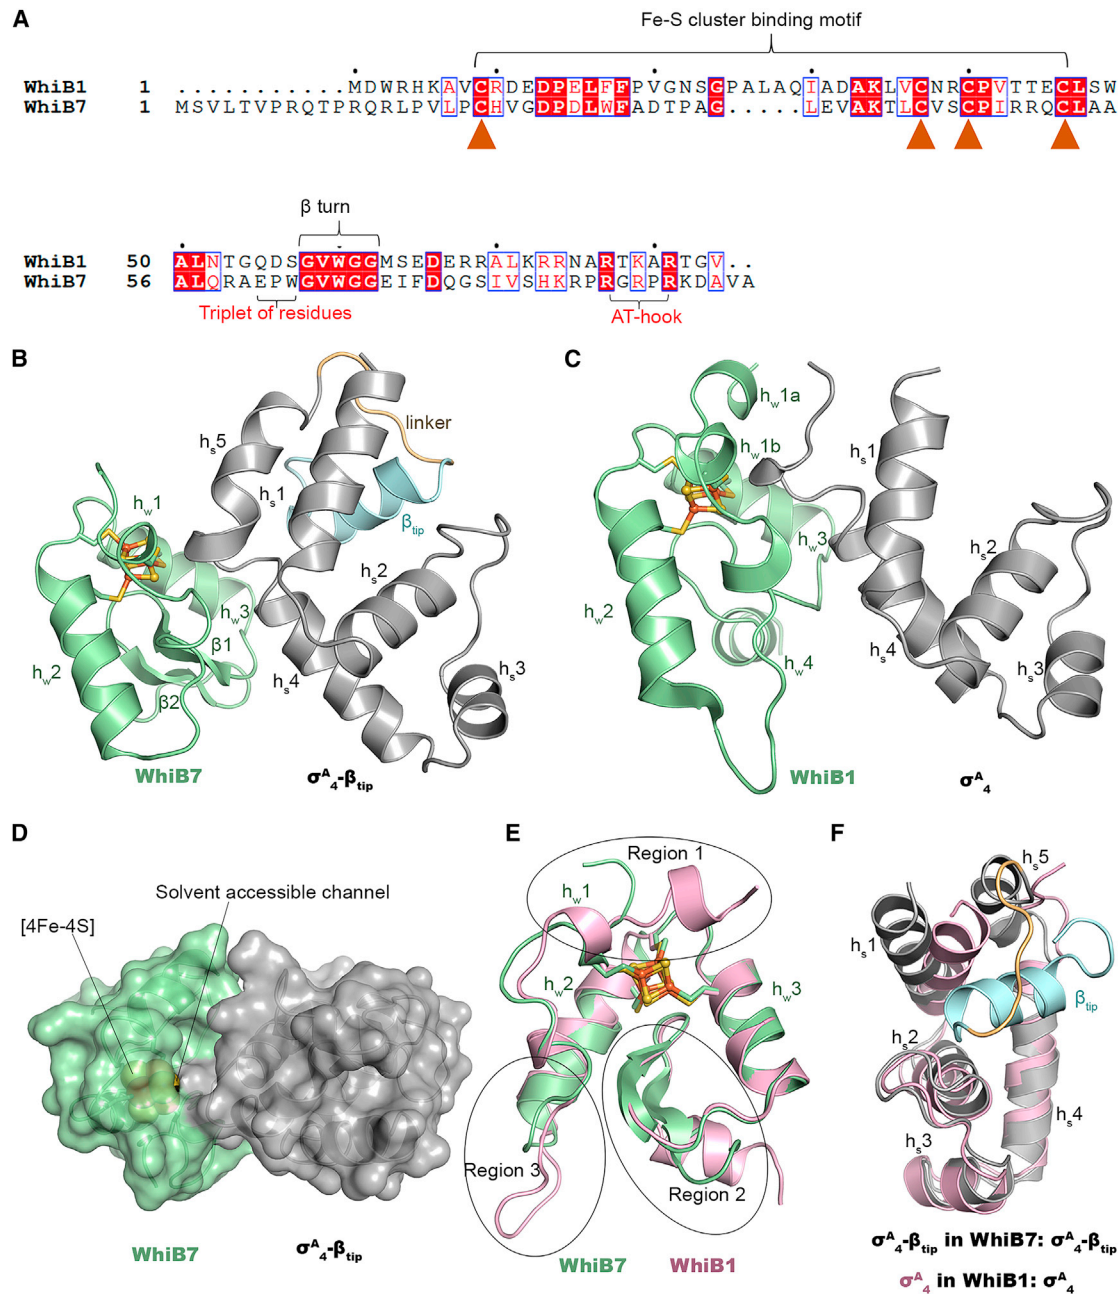 A
Fe-S cluster binding motif
WhiB1 1 ...........MDWRHKAVCRDEDPELFFPVGNSGPALAQIADAKLVCNRCPVTTECLSW
WhiB7 1 MSVLTVPRQTPRQRLPVLPCHVGDPDLWFADTPAG.....LEVAKTLCVSCPIRRQCLAA
β turn
WhiB1 50 ALNTGQDSGVWGGMSEDERRALKRRNARTKARTGV..
WhiB7 56 ALQRAEPWGVWGGEIFDQGSIVSHKRPRGRPRKDAVA
Triplet of residues
AT-hook
B
linker
hs5
hs1
hw1
βtip
hs2
hw3
β1
hw2
hs4
hs3
β2
WhiB7
σA4-βtip
C
hw1a
hw1b
hs1
hw3
hs2
hw2
hs4
hw4
hs3
WhiB1
σA4
D
Solvent accessible channel
[4Fe-4S]
WhiB7
σA4-βtip
E
Region 1
hw1
hw2
hw3
Region 3
Region 2
WhiB7
WhiB1
F
hs5
hs1
βtip
hs2
hs4
hs3
σA4-βtip in WhiB7: σA4-βtip
σA4 in WhiB1: σA4